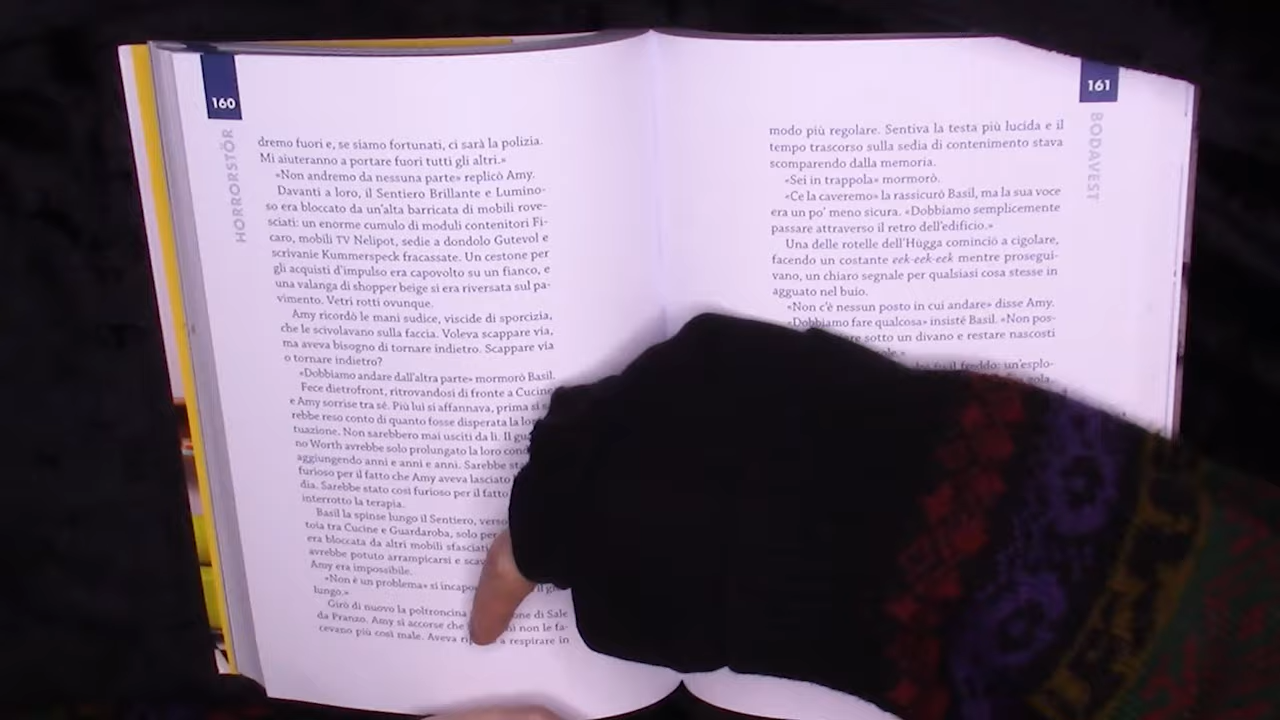 160
HORRORSTÖR
dremo fuori e, se siamo fortunati, ci sarà la polizia.
Mi aiuteranno a portare fuori tutti gli altri.»
«Non andremo da nessuna parte» replicò Amy.
Davanti a loro, il Sentiero Brillante e Lumino-
so era bloccato da un'alta barricata di mobili rove-
sciati: un enorme cumulo di moduli contenitori Fi-
caro, mobili TV Nelipot, sedie a dondolo Gutevol e
scrivanie Kummerspeck fracassate. Un cestone per
gli acquisti d'impulso era capovolto su un fianco, e
una valanga di shopper beige si era riversata sul pa-
vimento. Vetri rotti ovunque.
Amy ricordò le mani sudice, viscide di sporcizia,
che le scivolavano sulla faccia. Voleva scappare via,
ma aveva bisogno di tornare indietro. Scappare via
o tornare indietro?
«Dobbiamo andare dall'altra parte» mormorò Basil.
Fece dietrofront, ritrovandosi di fronte a Cucine
e Amy sorrise tra sé. Più lui si affannava, prima si
rebbe reso conto di quanto fosse disperata la
tuazione. Non sarebbero mai usciti da lì. Il
no Worth avrebbe solo prolungato la loro
aggiungendo anni e anni e anni. Sarebbe
furioso per il fatto che Amy aveva lasciato
dia. Sarebbe stato così furioso per il fatto
interrotto la terapia.
Basil la spinse lungo il Sentiero, verso
toia tra Cucine e Guardaroba, solo per
era bloccata da altri mobili sfasciati
avrebbe potuto arrampicarsi e
Amy era impossibile.
«Non è un problema» si il
lungo.»
Girò di nuovo la poltroncina di Sale
da Pranzo. Amy si accorse che non le fa-
cevano più così male. Aveva a respirare in
161
BODAVEST
modo più regolare. Sentiva la testa più lucida e il
tempo trascorso sulla sedia di contenimento stava
scomparendo dalla memoria.
«Sei in trappola» mormorò.
«Ce la caveremo» la rassicurò Basil, ma la sua voce
era un po' meno sicura. «Dobbiamo semplicemente
passare attraverso il retro dell'edificio.»
Una delle rotelle dell'Hügga cominciò a cigolare,
facendo un costante eek-eek-eek mentre prosegui-
vano, un chiaro segnale per qualsiasi cosa stesse in
agguato nel buio.
«Non c'è nessun posto in cui andare» disse Amy.
«Dobbiamo fare qualcosa» insisté Basil. «Non pos-
sotto un divano e restare nascosti
freddo: un'esplo-
gola